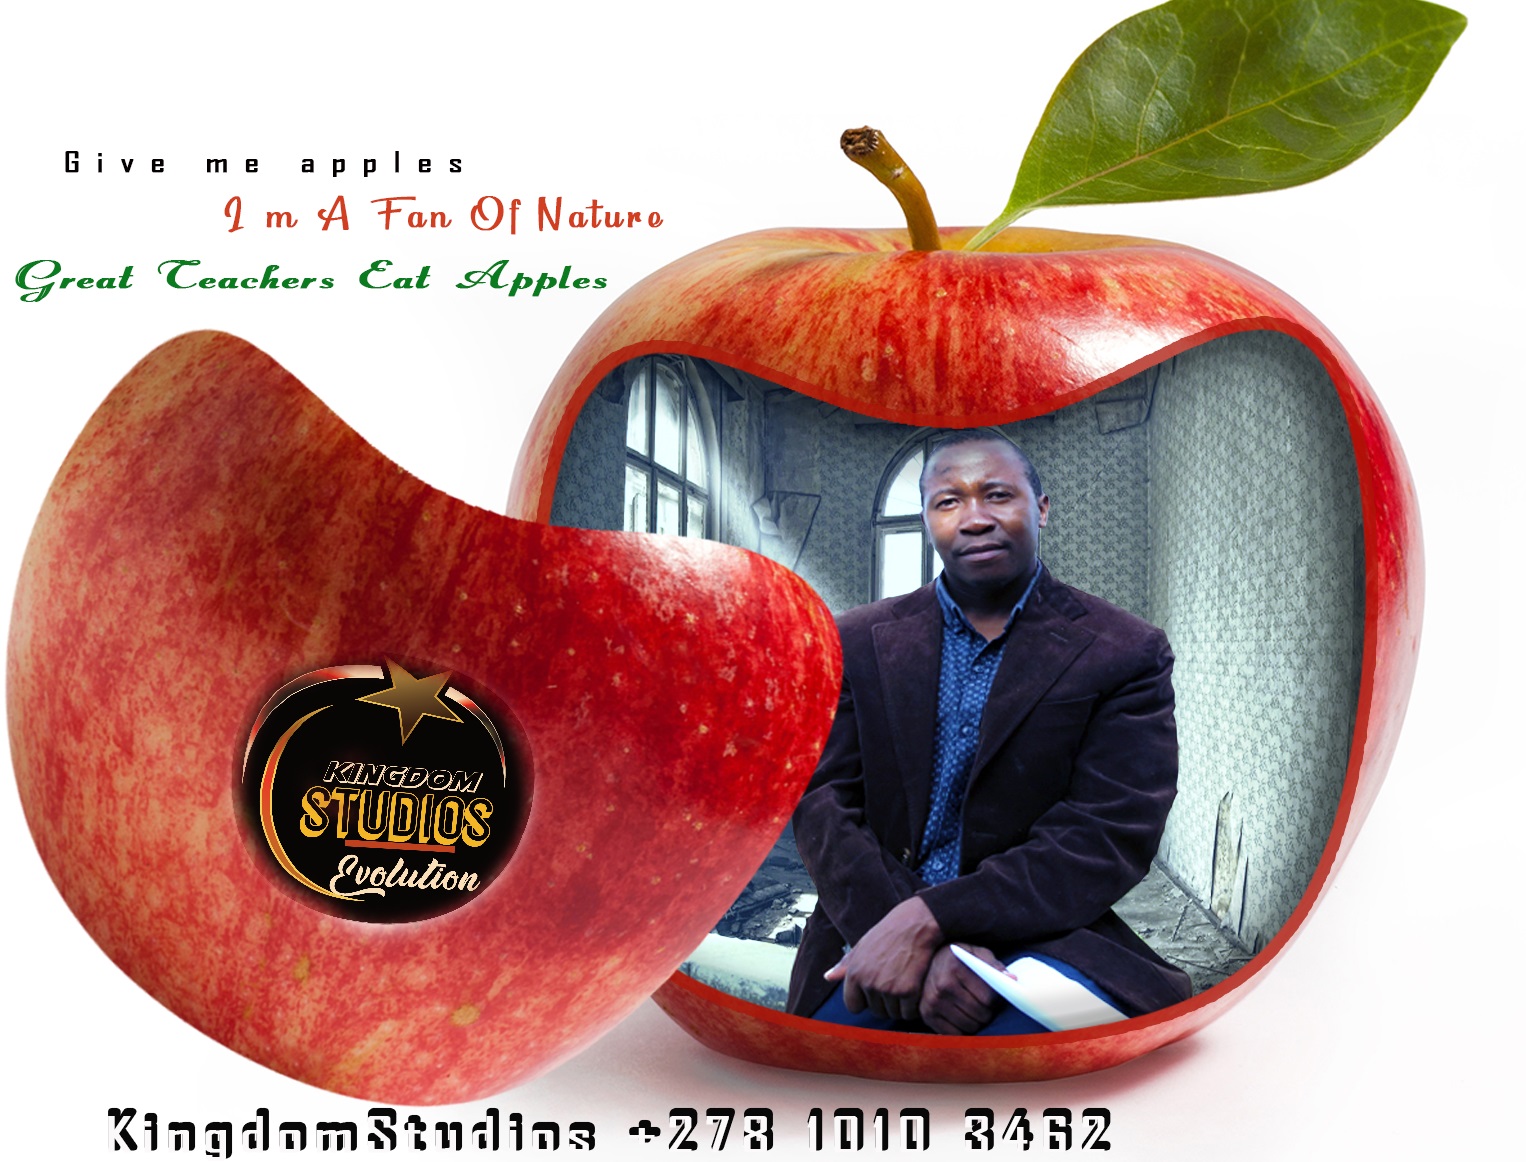 Give me apples
I m A Fan Of Nature
Great Teachers Eat Apples
KINGDOM
STUDIOS
Evolution
KingdomStudios +278 1010 3462